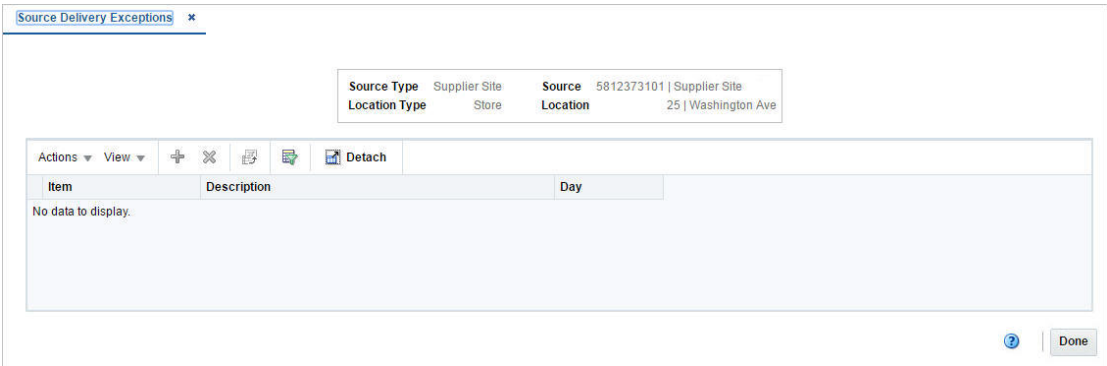 Source Delivery Exceptions ×
Source Type Supplier Site Source 5812373101 | Supplier Site
Location Type Store Location 25 | Washington Ave
Actions View Detach
Item Description Day
No data to display.
? Done